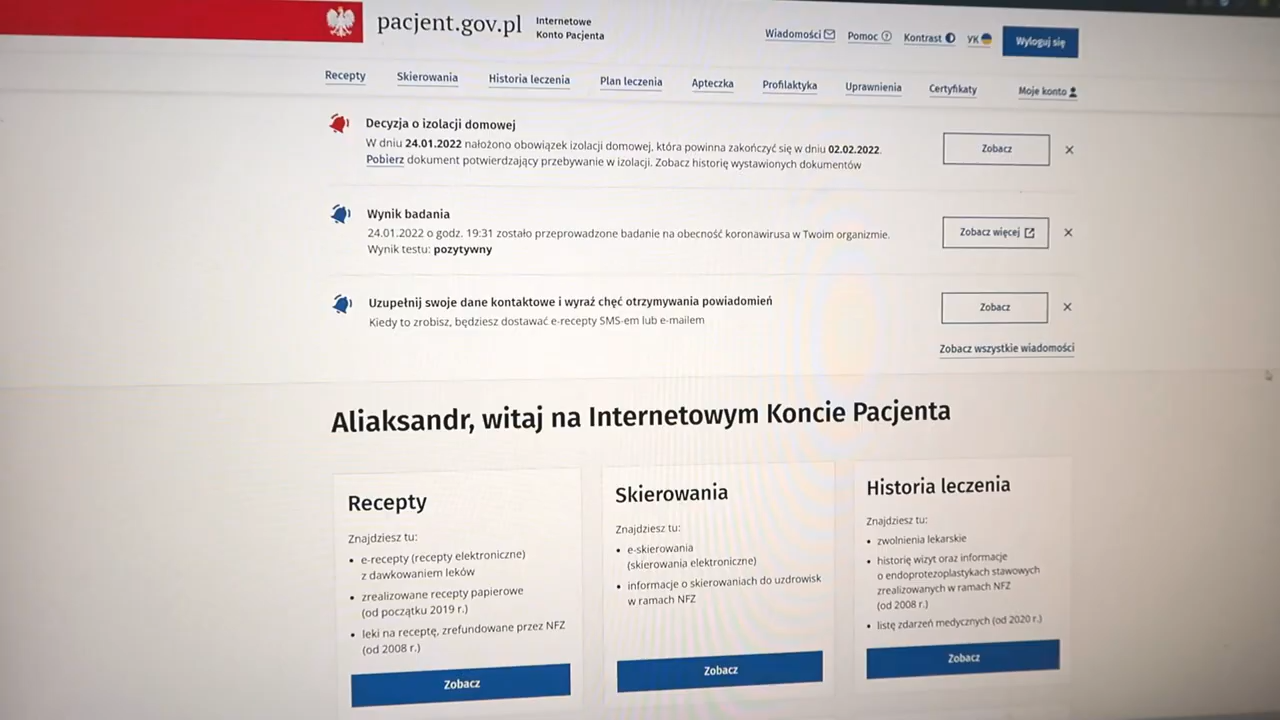 pacjent.gov.pl
Internetowe
Konto Pacjenta
Wiadomości
Pomoc
Kontrast
УК
Wyloguj się
Recepty
Skierowania
Historia leczenia
Plan leczenia
Apteczka
Profilaktyka
Uprawnienia
Certyfikaty
Moje konto
Decyzja o izolacji domowej
W dniu 24.01.2022 nałożono obowiązek izolacji domowej, która powinna zakończyć się w dniu 02.02.2022.
Pobierz dokument potwierdzający przebywanie w izolacji. Zobacz historię wystawionych dokumentów
Zobacz
Wynik badania
24.01.2022 o godz. 19:31 zostało przeprowadzone badanie na obecność koronawirusa w Twoim organizmie.
Wynik testu: pozytywny
Zobacz więcej
Uzupełnij swoje dane kontaktowe i wyraź chęć otrzymywania powiadomień
Kiedy to zrobisz, będziesz dostawać e-recepty SMS-em lub e-mailem
Zobacz
Zobacz wszystkie wiadomości
Aliaksandr, witaj na Internetowym Koncie Pacjenta
Recepty
Znajdziesz tu:
• e-recepty (recepty elektroniczne)
z dawkowaniem leków
• zrealizowane recepty papierowe
(od początku 2019 r.)
• leki na receptę, zrefundowane przez NFZ
(od 2008 r.)
Zobacz
Skierowania
Znajdziesz tu:
• e-skierowania
(skierowania elektroniczne)
• informacje o skierowaniach do uzdrowisk
w ramach NFZ
Zobacz
Historia leczenia
Znajdziesz tu:
• zwolnienia lekarskie
• historię wizyt oraz informacje
o endoprotezoplastykach stawowych
zrealizowanych w ramach NFZ
(od 2008 r.)
• listę zdarzeń medycznych (od 2020 r.)
Zobacz